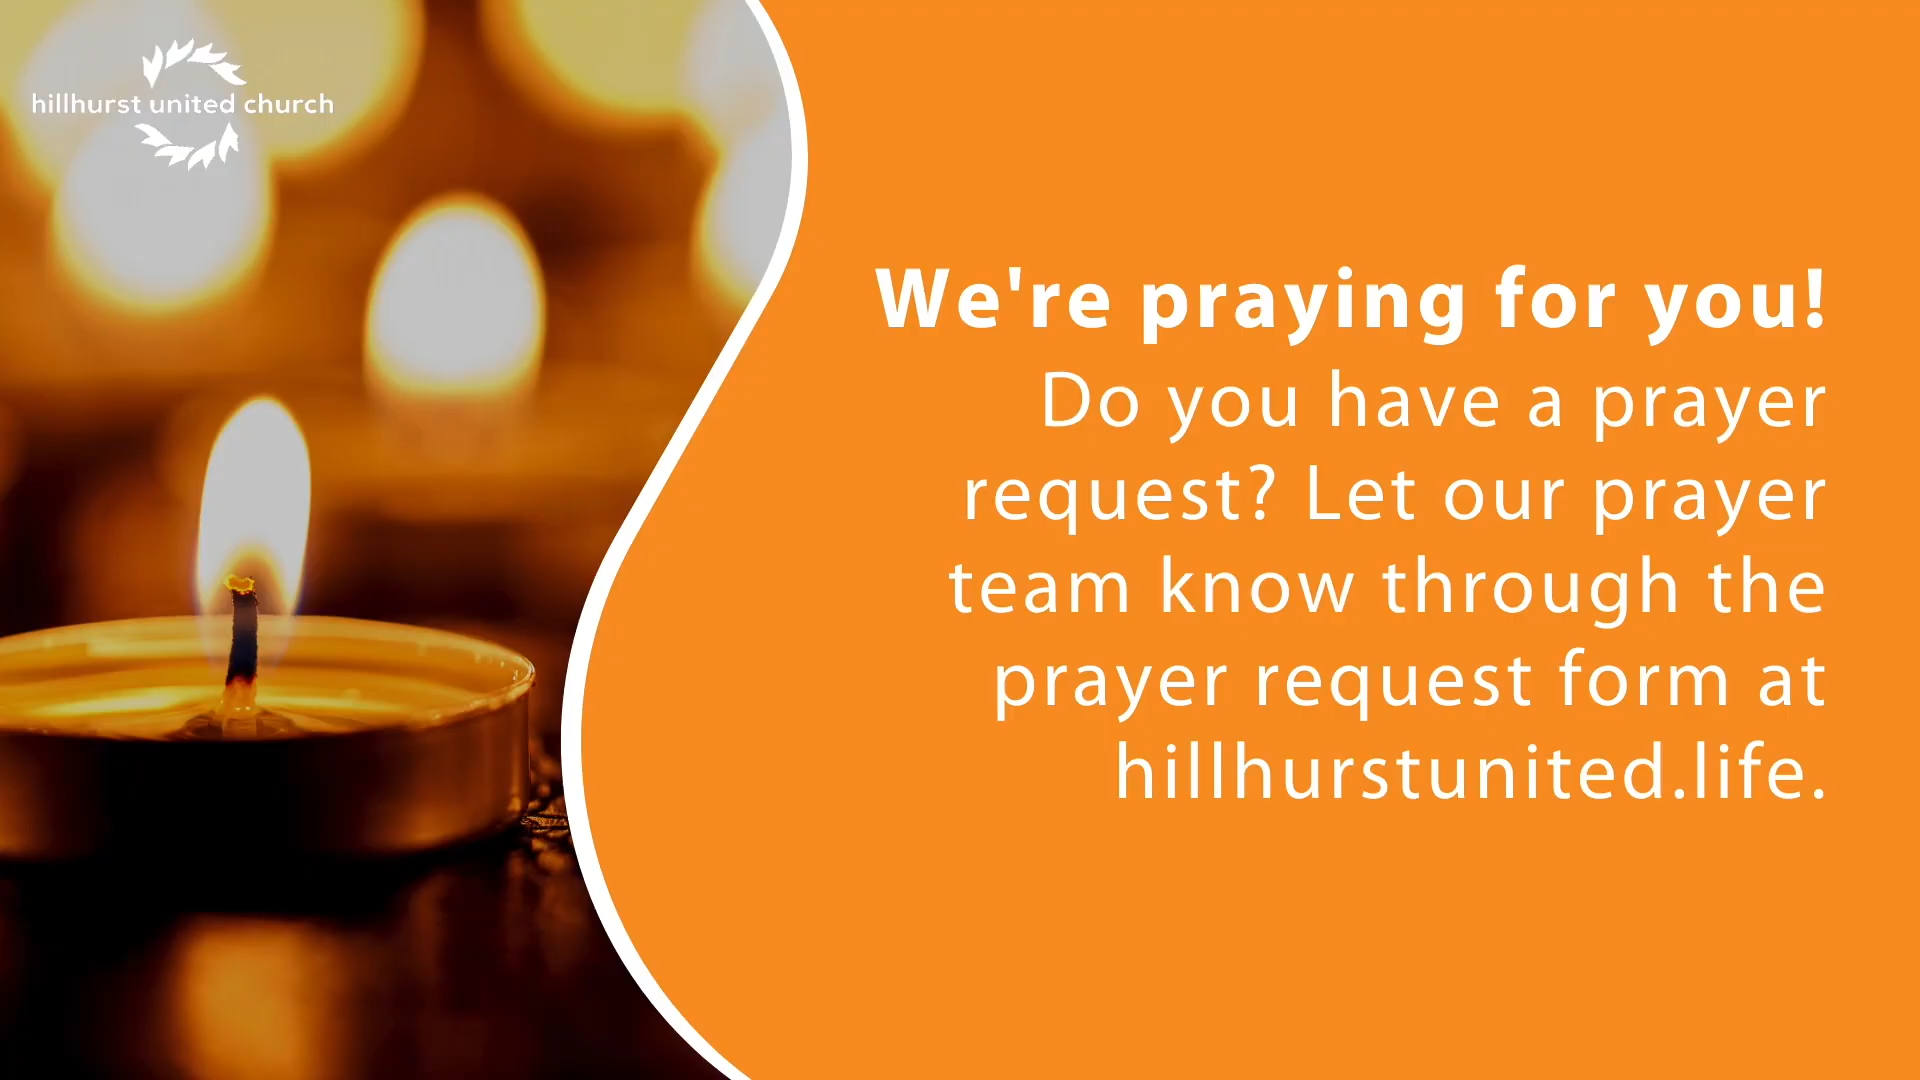 hillhurst united church
We're praying for you!
Do you have a prayer
request? Let our prayer
team know through the
prayer request form at
hillhurstunited.life.